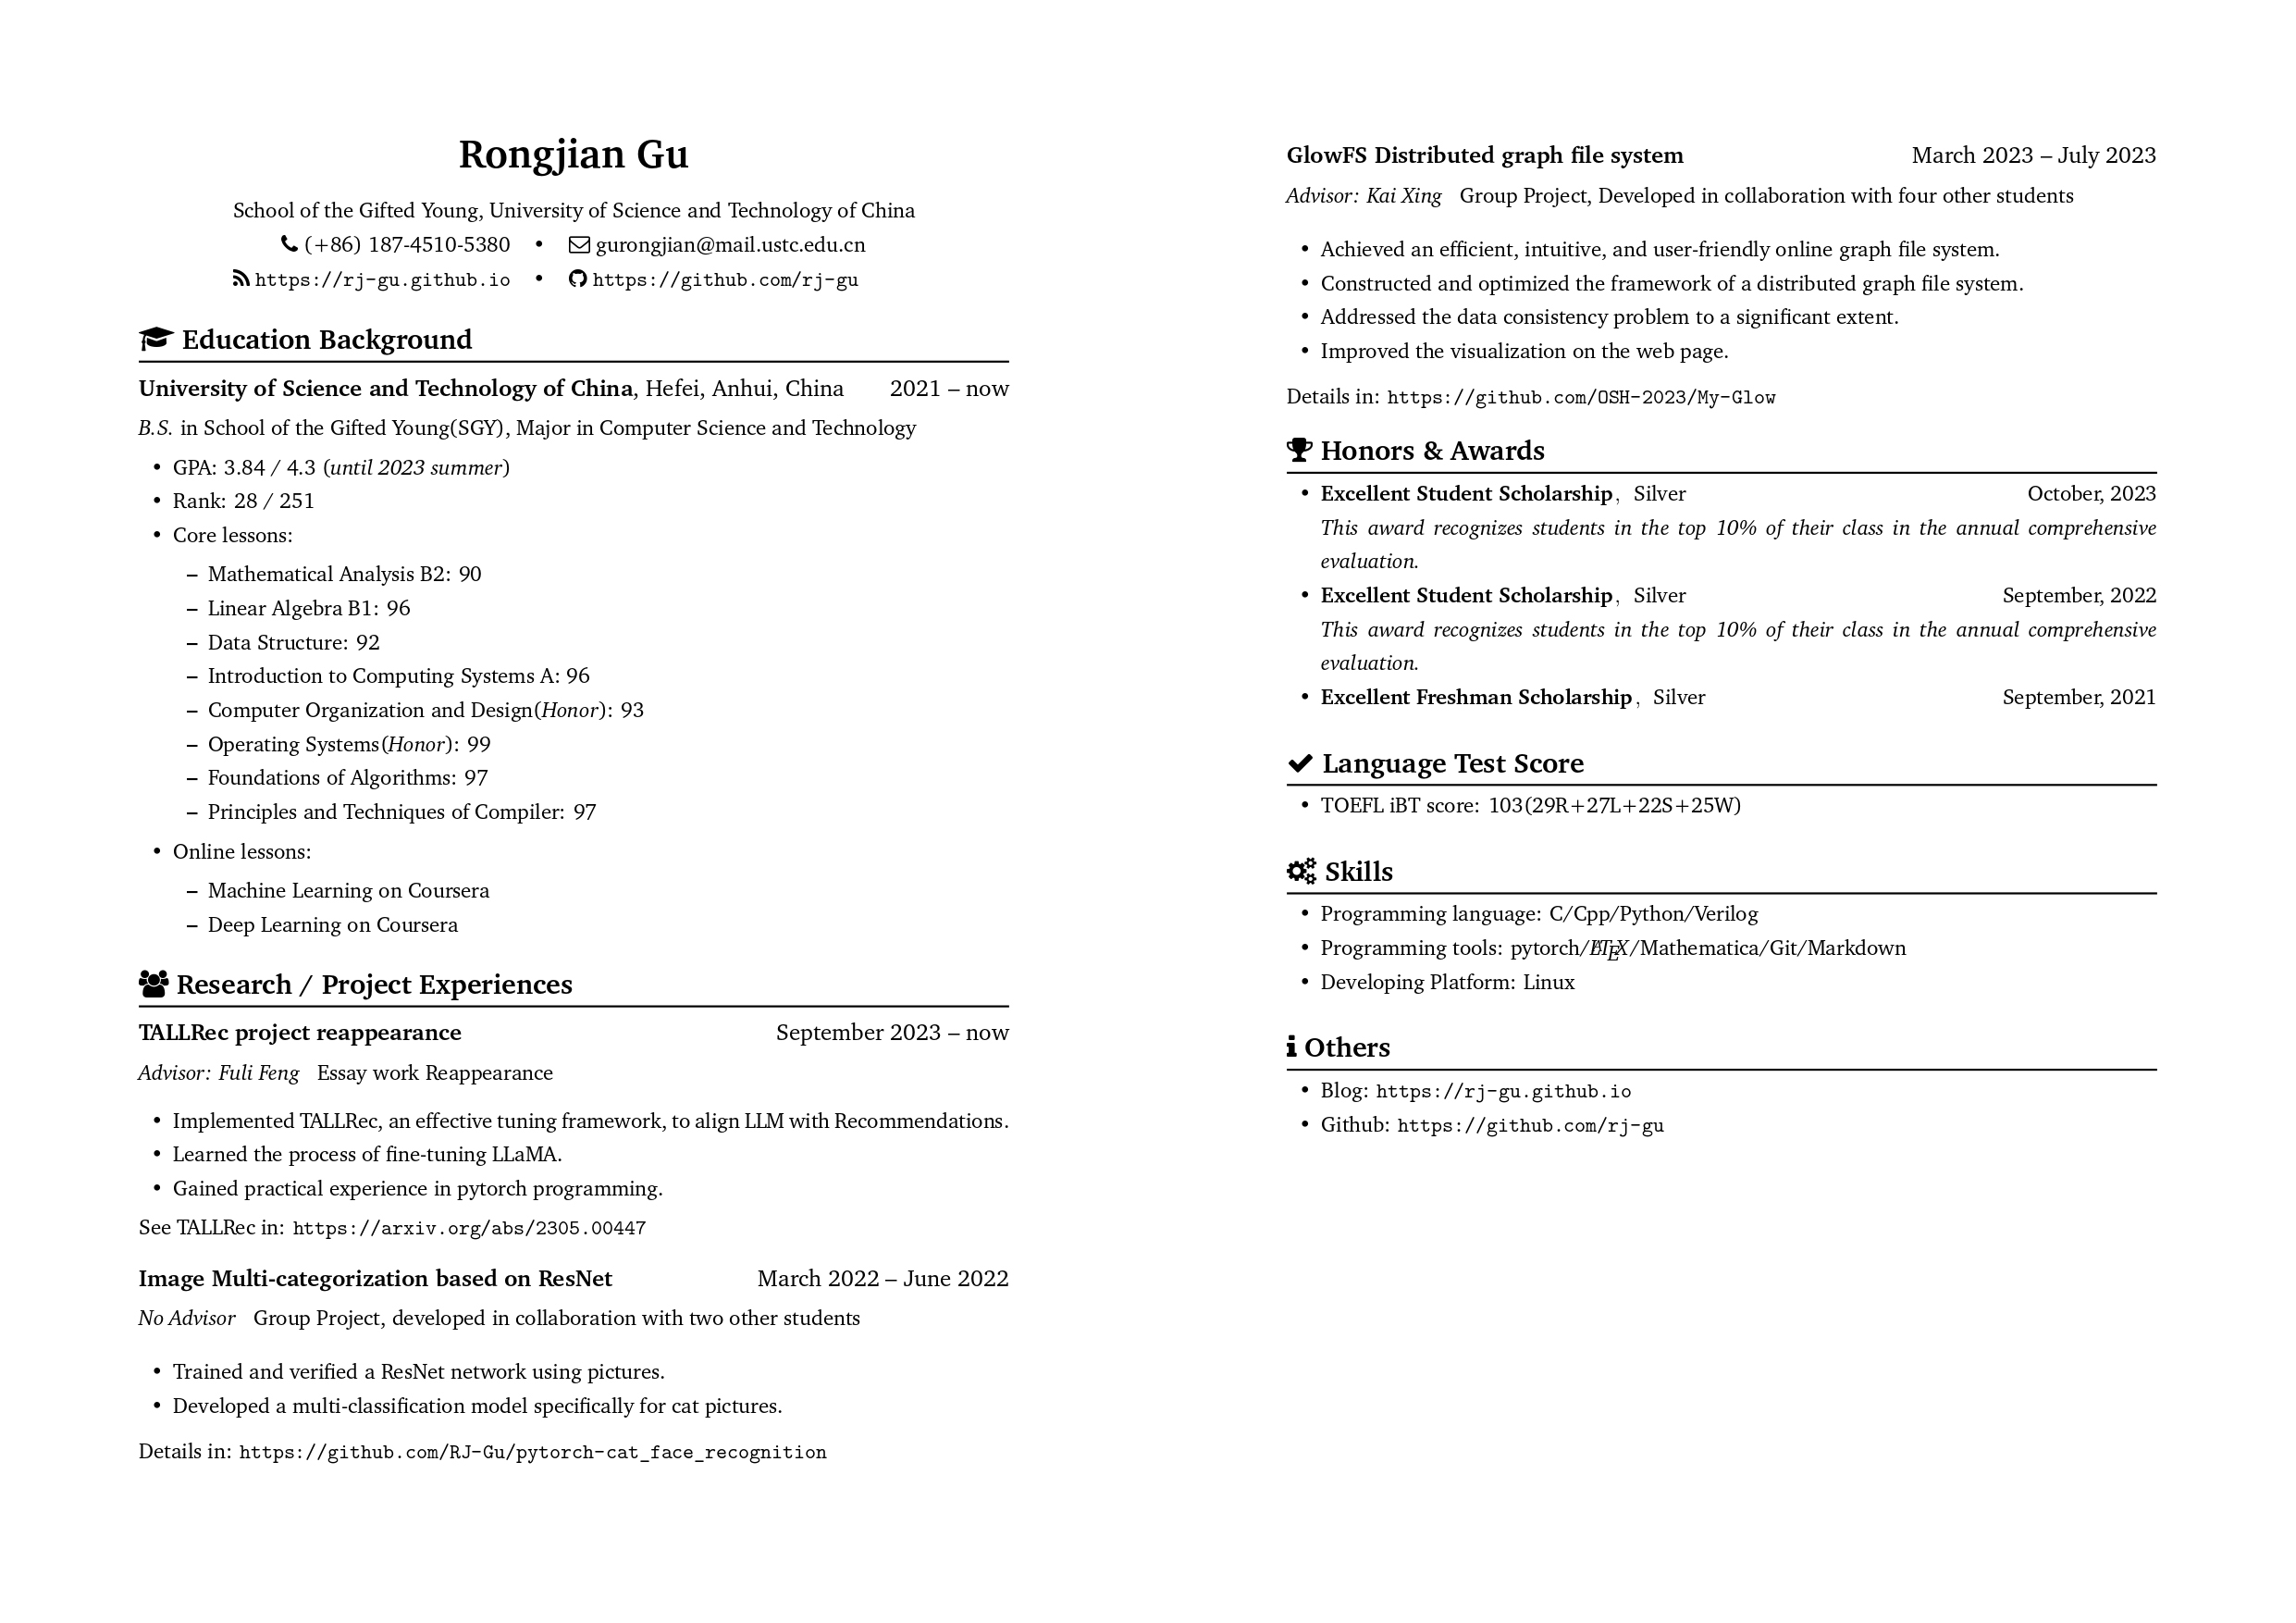 Rongjian Gu
School of the Gifted Young, University of Science and Technology of China
(+86) 187-4510-5380 • gurongjian@mail.ustc.edu.cn
https://rj-gu.github.io • https://github.com/rj-gu
Education Background
University of Science and Technology of China, Hefei, Anhui, China 2021 – now
B.S. in School of the Gifted Young(SGY), Major in Computer Science and Technology
• GPA: 3.84 / 4.3 (until 2023 summer)
• Rank: 28 / 251
• Core lessons:
– Mathematical Analysis B2: 90
– Linear Algebra B1: 96
– Data Structure: 92
– Introduction to Computing Systems A: 96
– Computer Organization and Design(Honor): 93
– Operating Systems(Honor): 99
– Foundations of Algorithms: 97
– Principles and Techniques of Compiler: 97
• Online lessons:
– Machine Learning on Coursera
– Deep Learning on Coursera
Research / Project Experiences
TALLRec project reappearance September 2023 – now
Advisor: Fuli Feng Essay work Reappearance
• Implemented TALLRec, an effective tuning framework, to align LLM with Recommendations.
• Learned the process of fine-tuning LLaMA.
• Gained practical experience in pytorch programming.
See TALLRec in: https://arxiv.org/abs/2305.00447
Image Multi-categorization based on ResNet March 2022 – June 2022
No Advisor Group Project, developed in collaboration with two other students
• Trained and verified a ResNet network using pictures.
• Developed a multi-classification model specifically for cat pictures.
Details in: https://github.com/RJ-Gu/pytorch-cat_face_recognition
GlowFS Distributed graph file system March 2023 – July 2023
Advisor: Kai Xing Group Project, Developed in collaboration with four other students
• Achieved an efficient, intuitive, and user-friendly online graph file system.
• Constructed and optimized the framework of a distributed graph file system.
• Addressed the data consistency problem to a significant extent.
• Improved the visualization on the web page.
Details in: https://github.com/OSH-2023/My-Glow
Honors & Awards
• Excellent Student Scholarship, Silver October, 2023
This award recognizes students in the top 10% of their class in the annual comprehensive
evaluation.
• Excellent Student Scholarship, Silver September, 2022
This award recognizes students in the top 10% of their class in the annual comprehensive
evaluation.
• Excellent Freshman Scholarship, Silver September, 2021
Language Test Score
• TOEFL iBT score: 103(29R+27L+22S+25W)
Skills
• Programming language: C/Cpp/Python/Verilog
• Programming tools: pytorch/LATEX/Mathematica/Git/Markdown
• Developing Platform: Linux
Others
• Blog: https://rj-gu.github.io
• Github: https://github.com/rj-gu